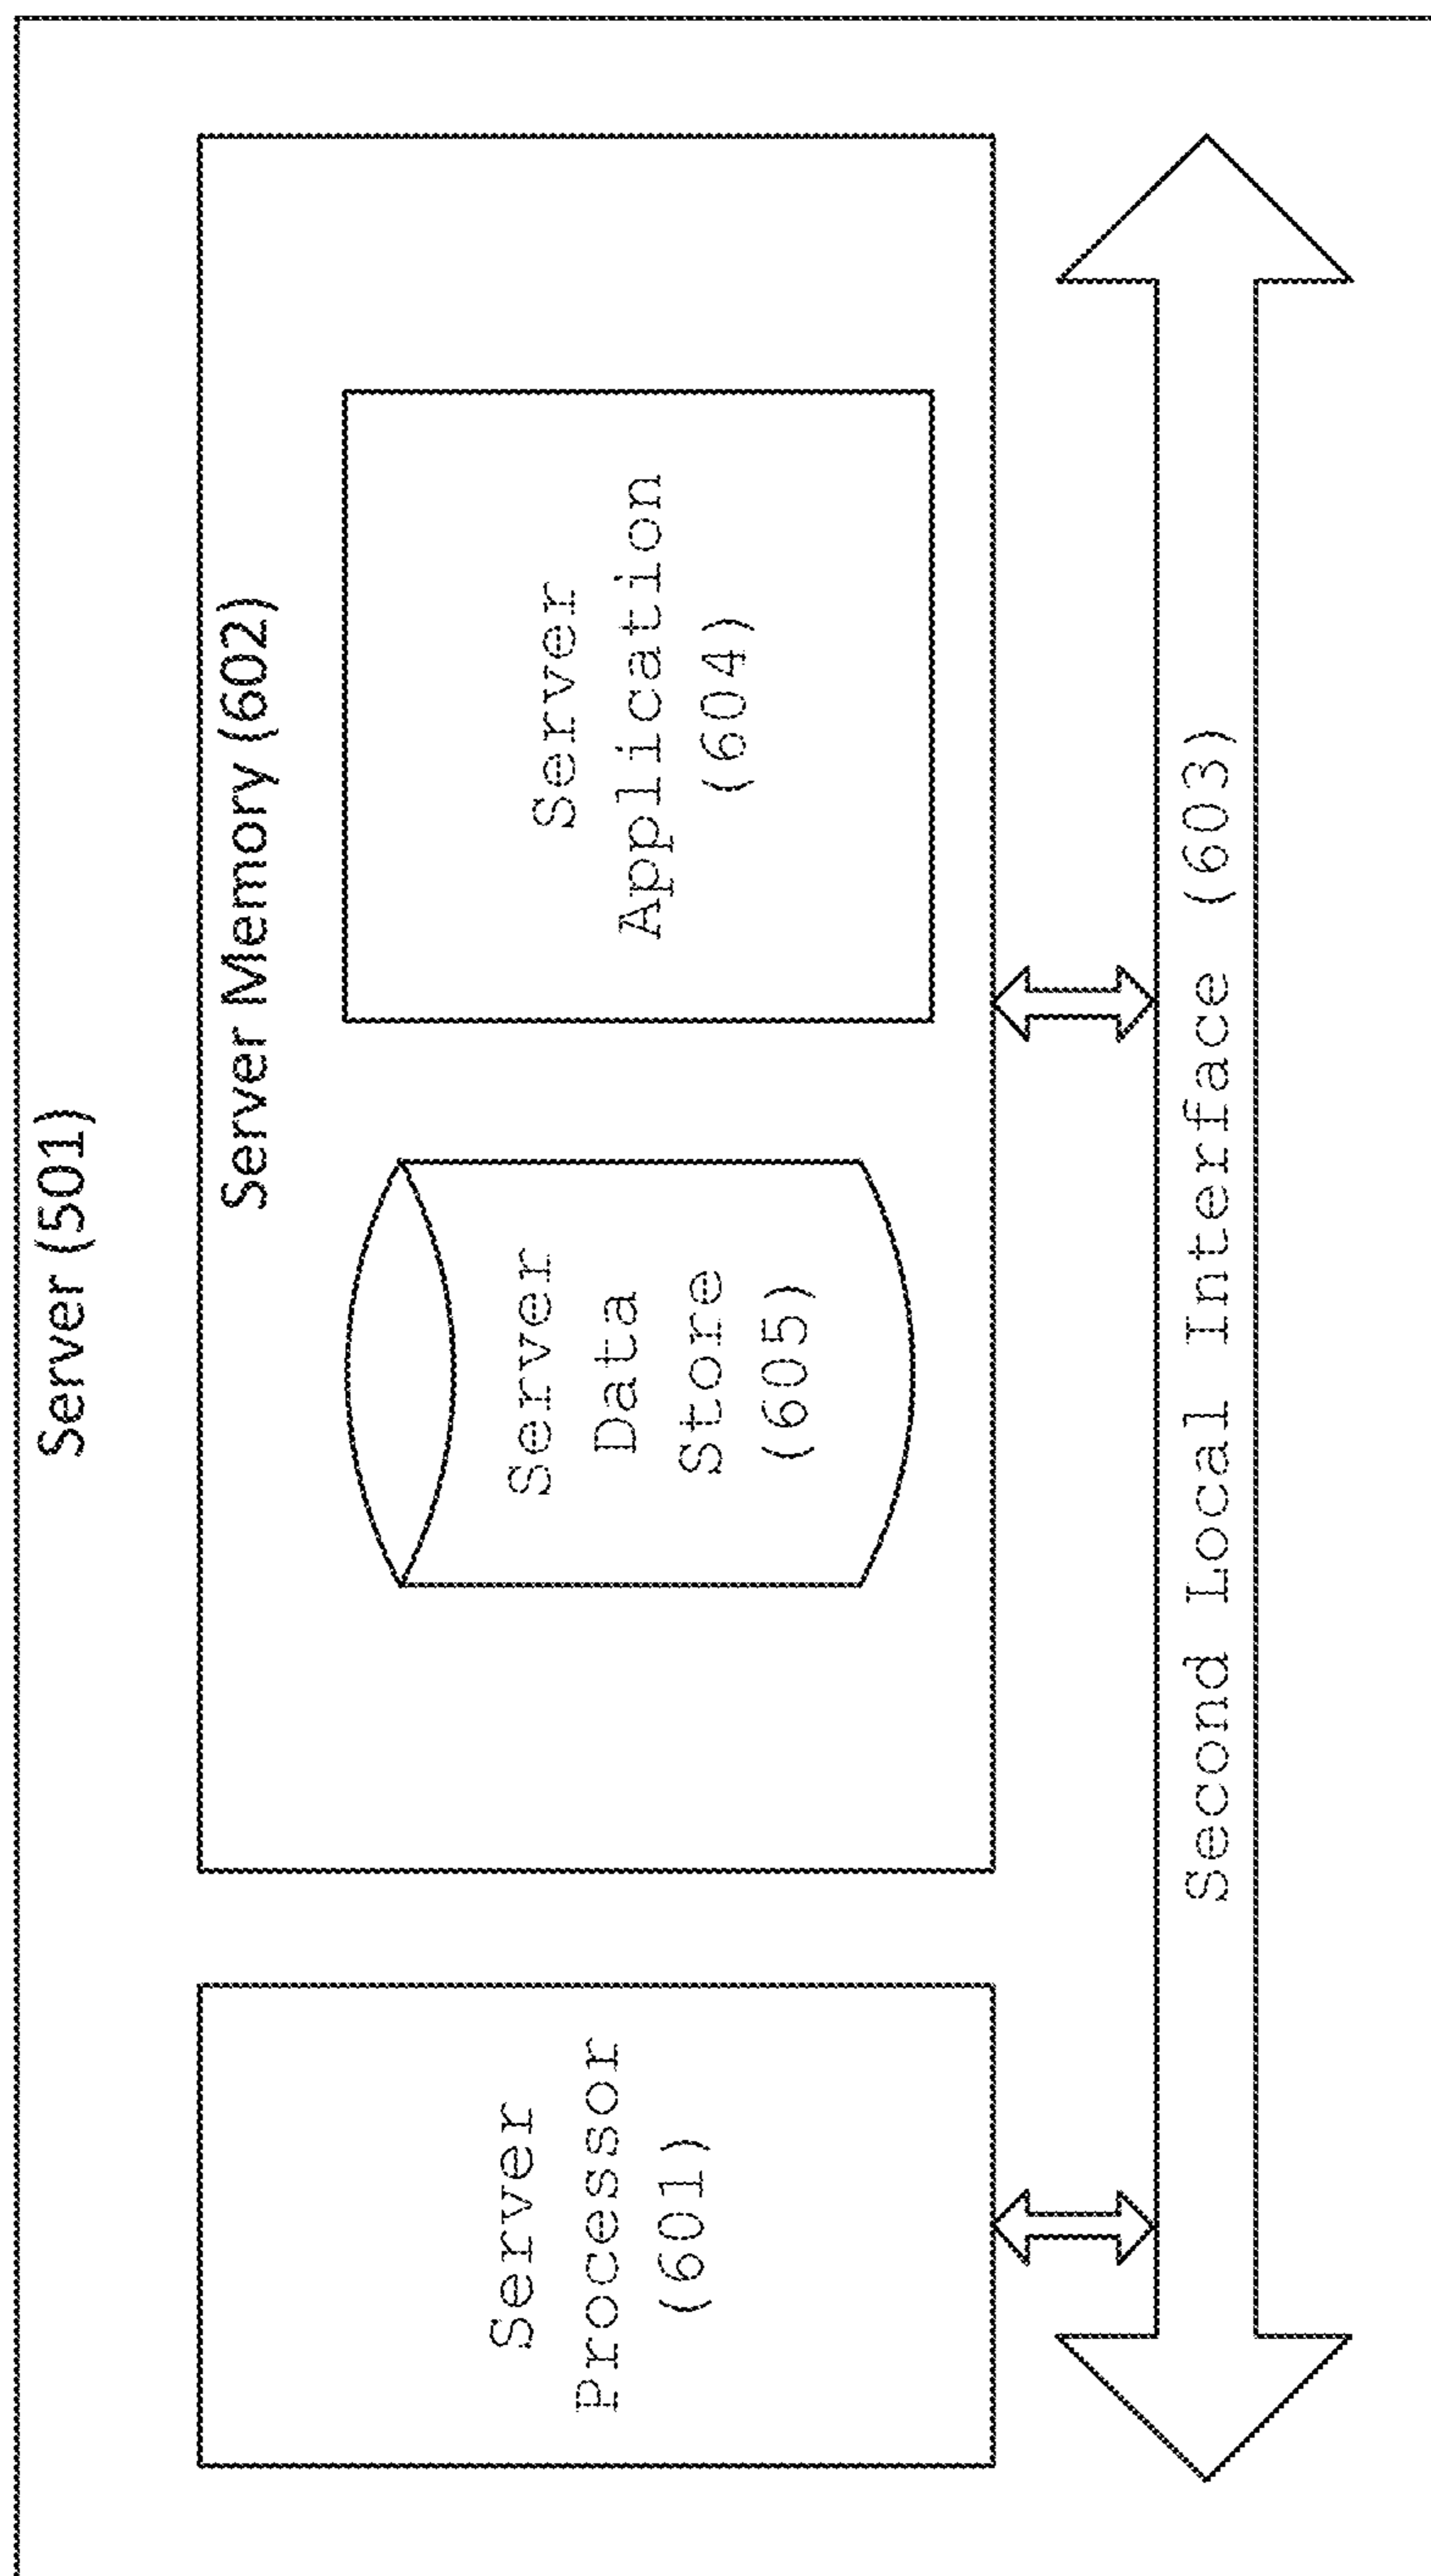 Server (501)
Server Memory (602)
Server
Processor
(601)
Server
Data
Store
(605)
Server
Application
(604)
Second Local Interface (603)